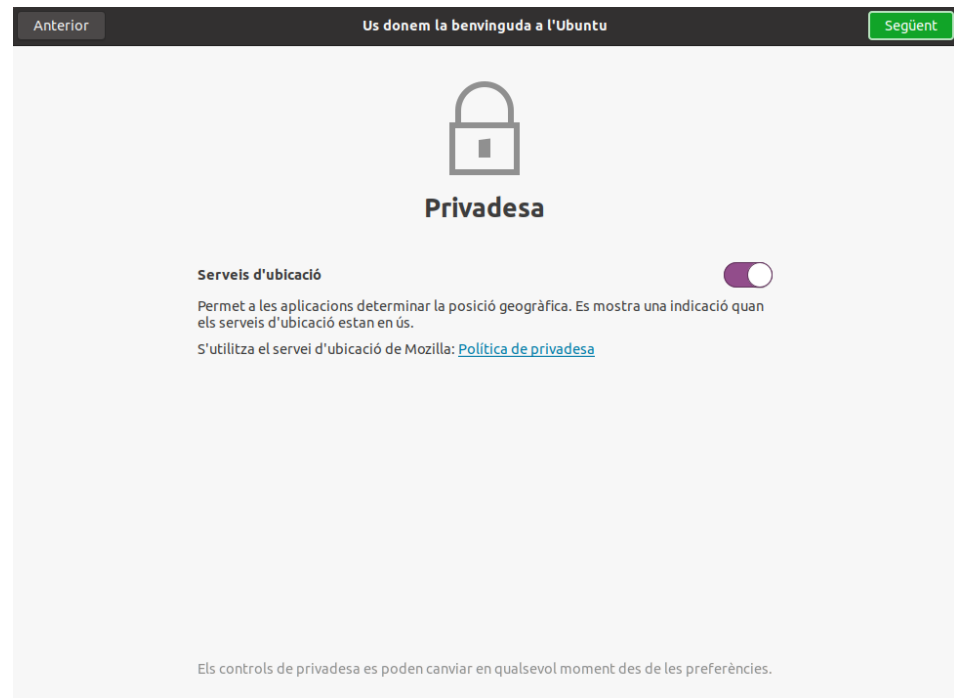 Anterior
Us donem la benvinguda a l'Ubuntu
Següent
Privadesa
Serveis d'ubicació
Permet a les aplicacions determinar la posició geogràfica. Es mostra una indicació quan
els serveis d'ubicació estan en ús.
S'utilitza el servei d'ubicació de Mozilla: Política de privadesa
Els controls de privadesa es poden canviar en qualsevol moment des de les preferències.